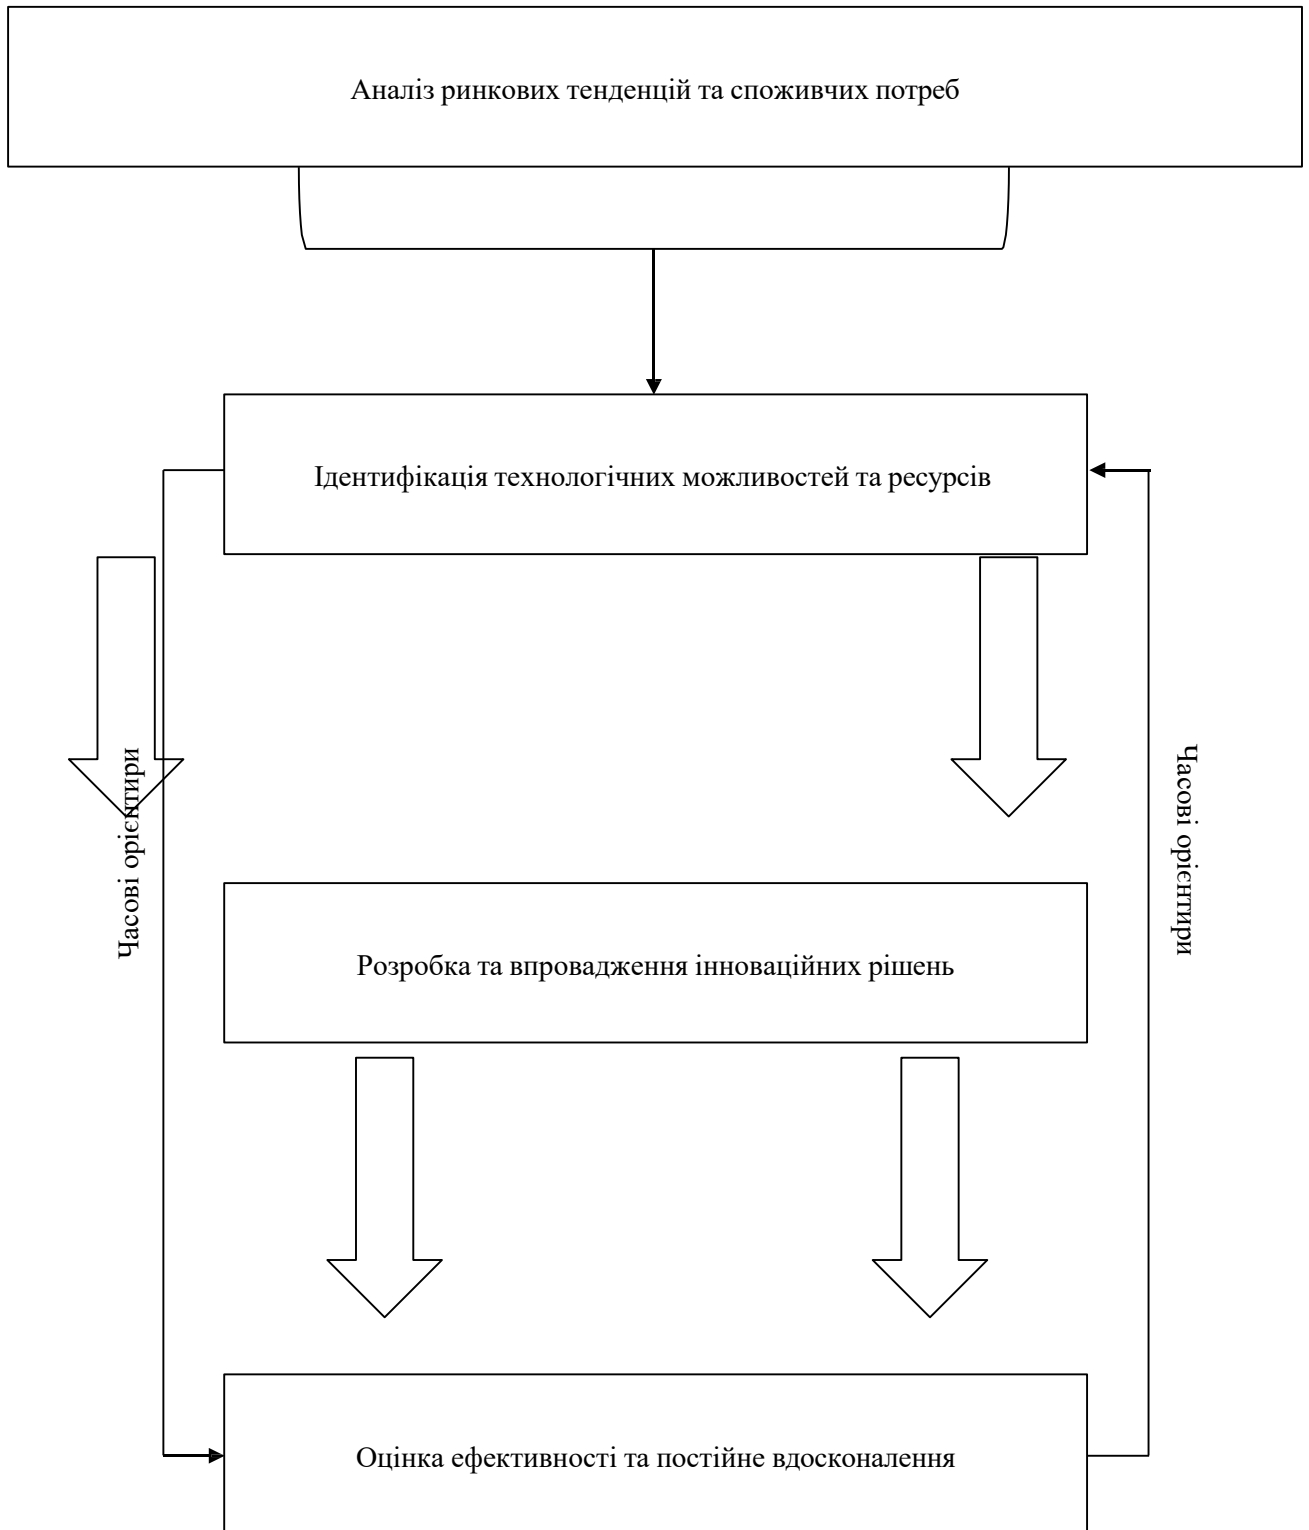 Аналіз ринкових тенденцій та споживчих потреб
Ідентифікація технологічних можливостей та ресурсів
Часові орієнтири
Часові орієнтири
Розробка та впровадження інноваційних рішень
Оцінка ефективності та постійне вдосконалення